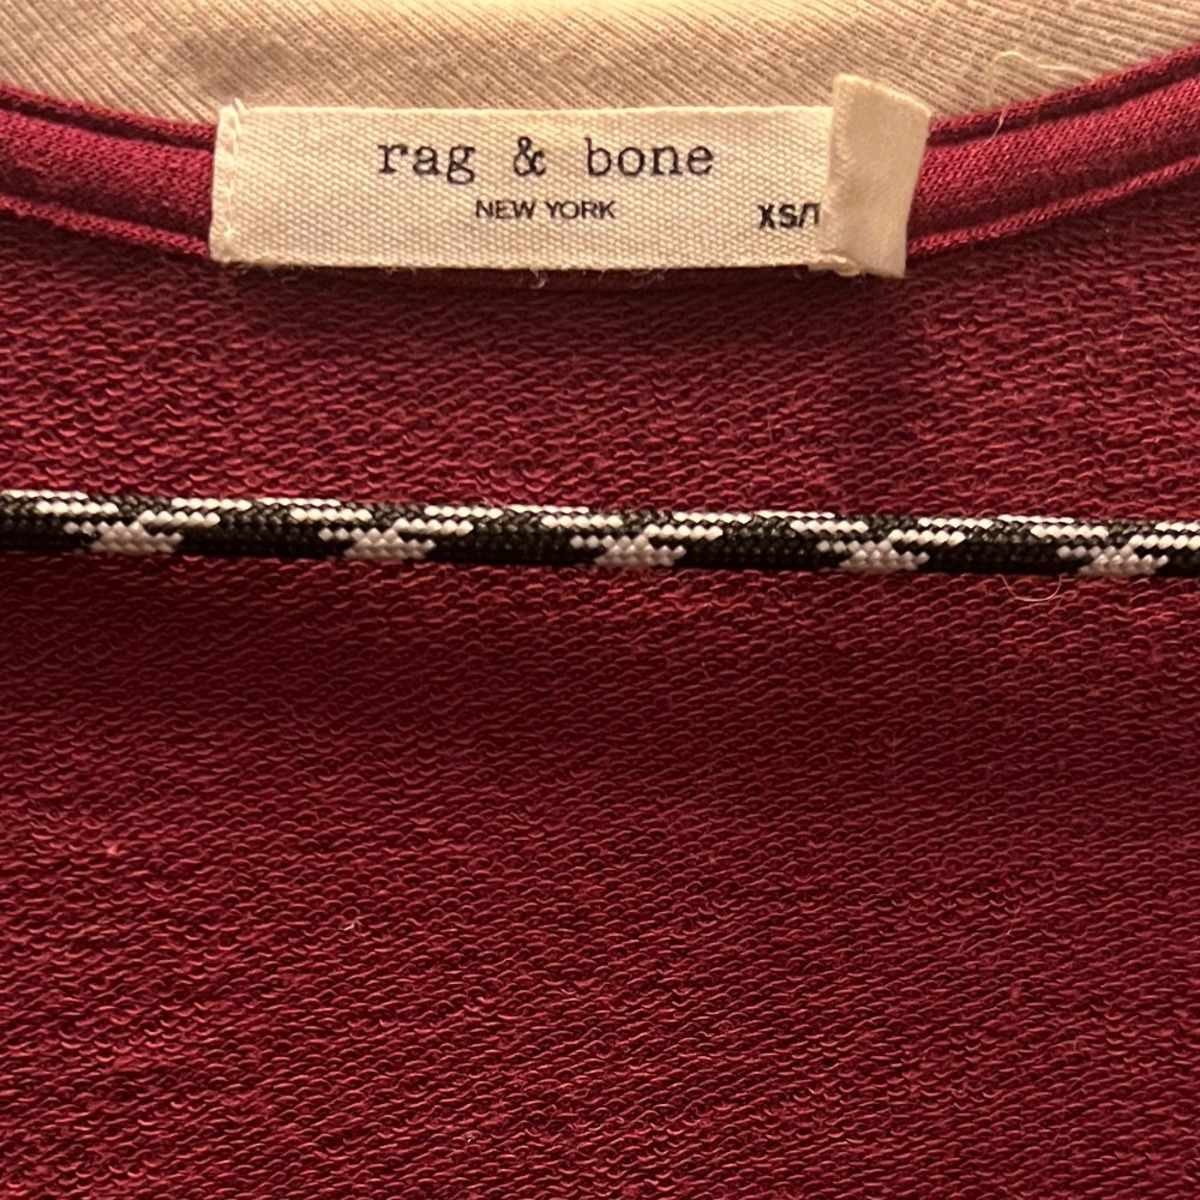 rag & bone
NEW YORK
XS/T